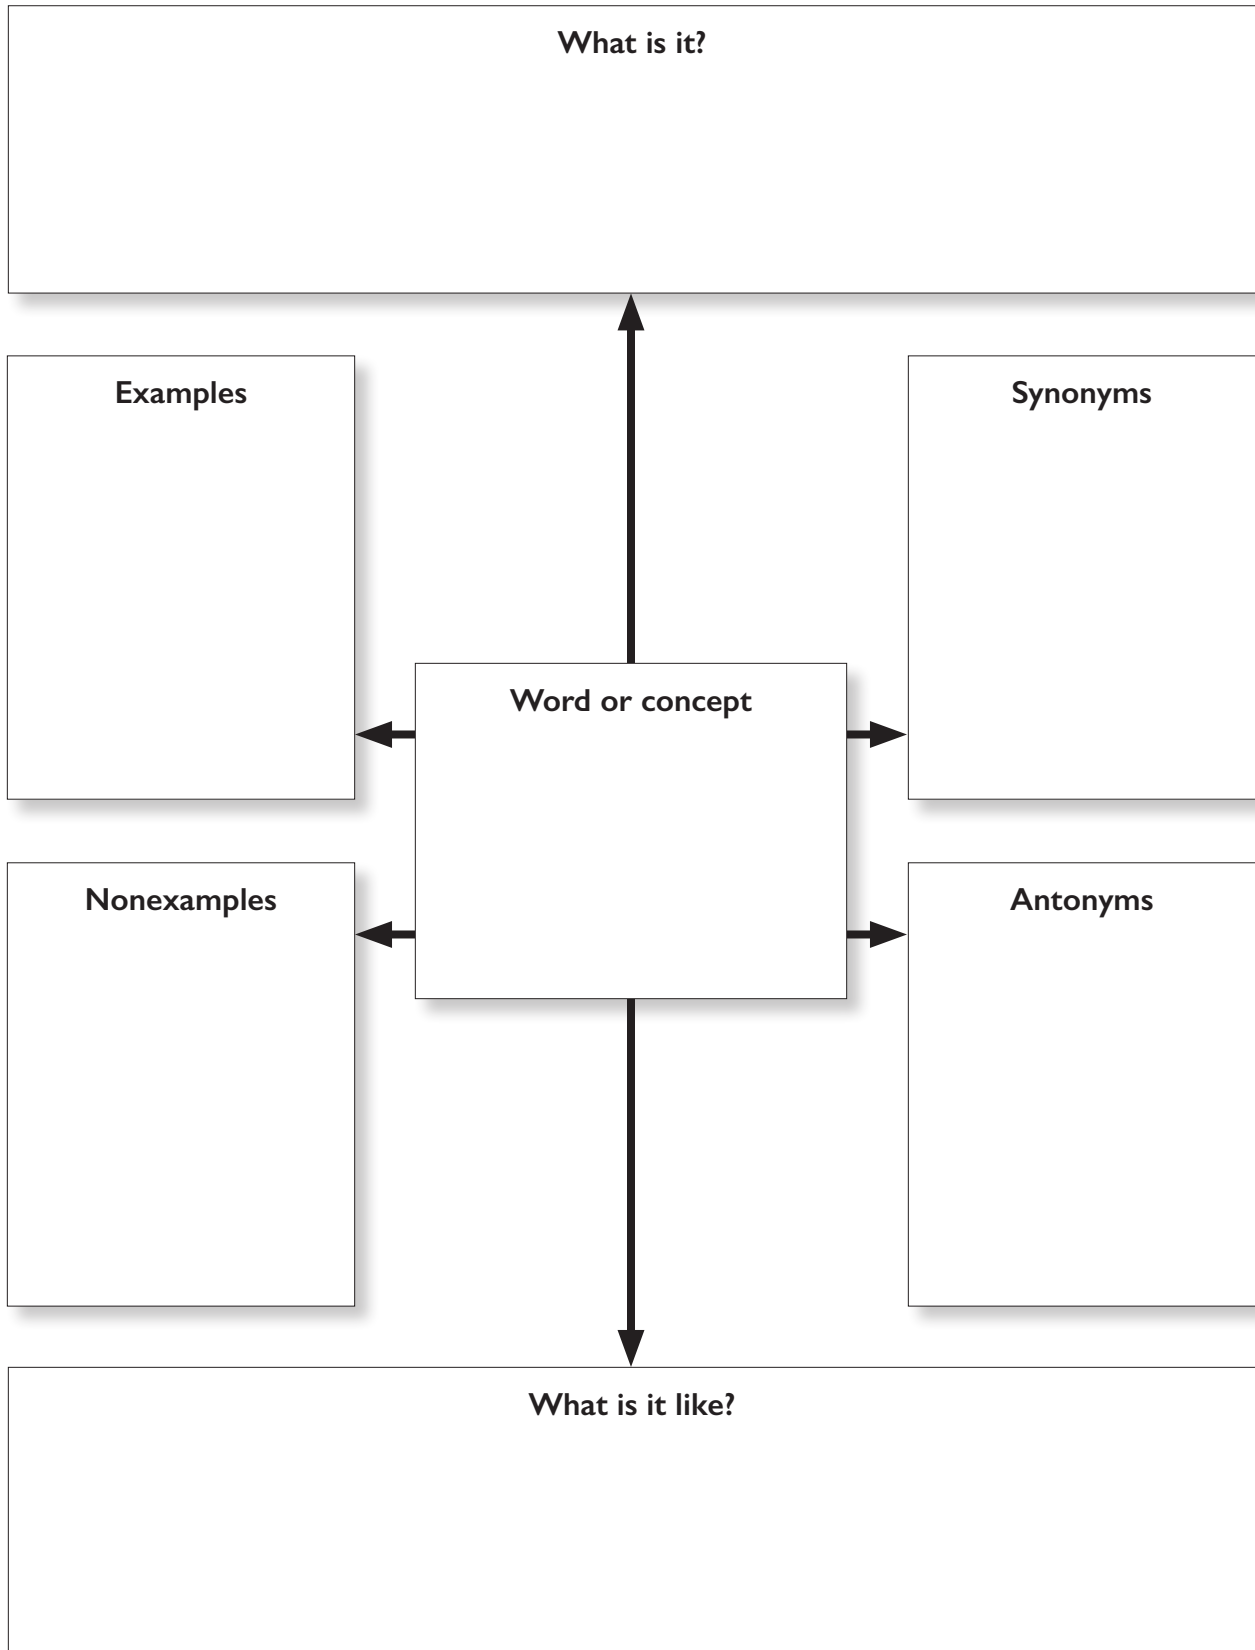 What is it?
Examples
Synonyms
Word or concept
Nonexamples
Antonyms
What is it like?